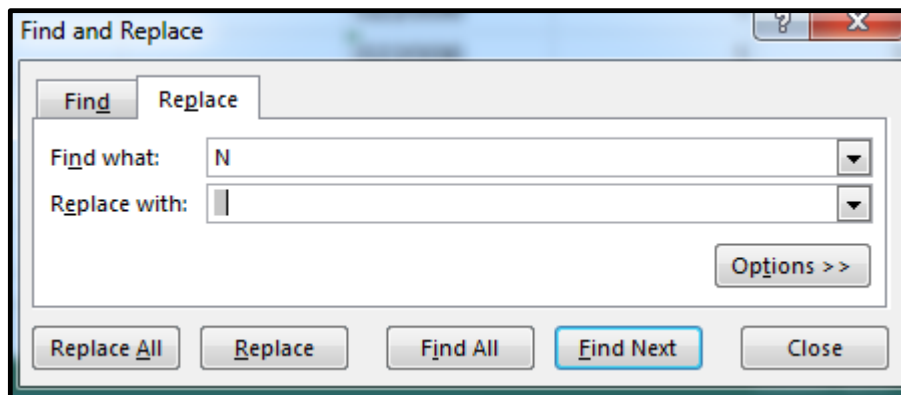 Find and Replace
Find Replace
Find what: N
Replace with:
Options >>
Replace All Replace Find All Find Next Close